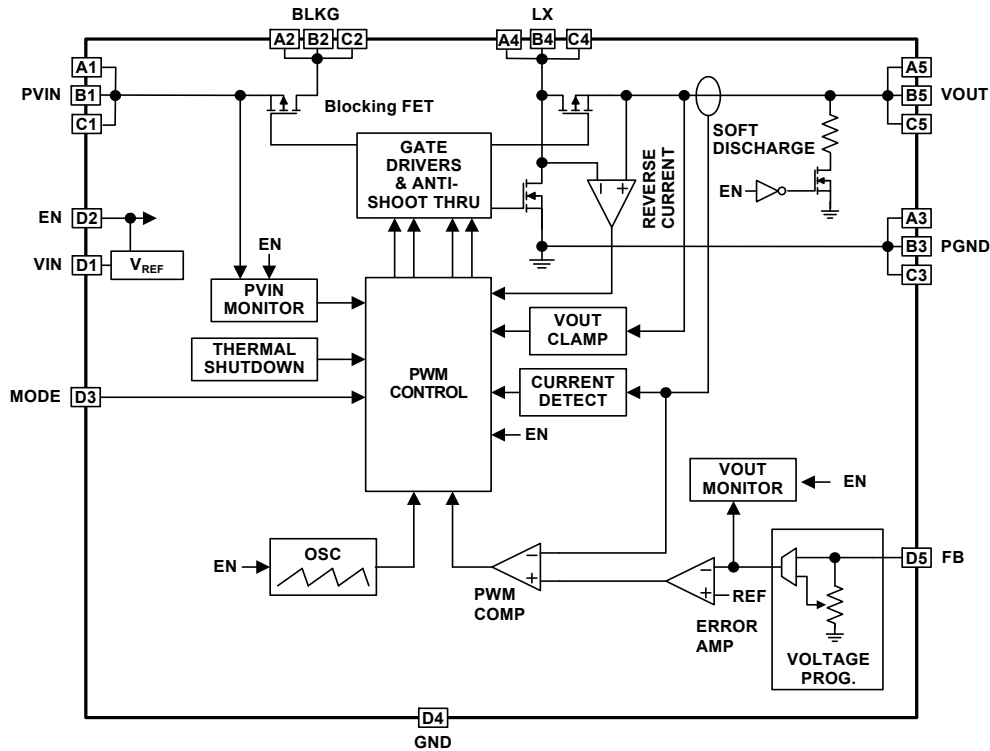 BLKG
LX
A2 B2 C2
A4 B4 C4
A1
PVIN B1
C1
A5
B5 VOUT
C5
Blocking FET
SOFT
DISCHARGE
GATE
DRIVERS
& ANTI-
SHOOT THRU
REVERSE
CURRENT
− +
EN
EN D2
A3
B3 PGND
C3
VIN D1
VREF
EN
PVIN
MONITOR
VOUT
CLAMP
THERMAL
SHUTDOWN
PWM
CONTROL
CURRENT
DETECT
MODE D3
EN
VOUT
MONITOR
EN
EN
OSC
−
+
PWM
COMP
−
+
REF
ERROR
AMP
D5 FB
VOLTAGE
PROG.
D4
GND